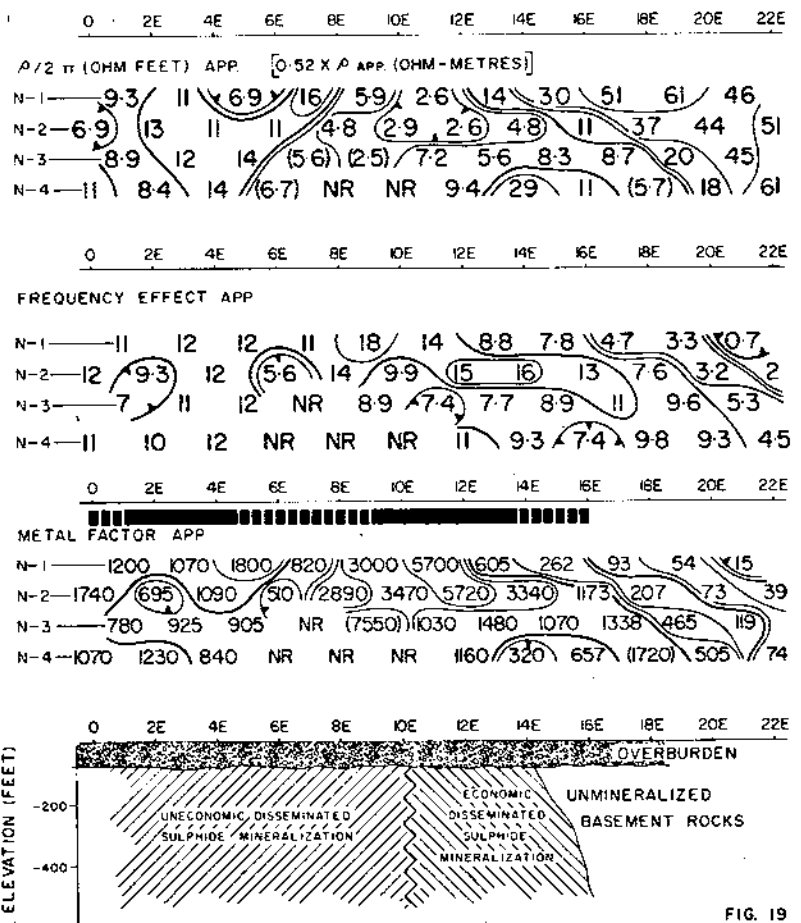 0 2E 4E 6E 8E 10E 12E 14E 16E 18E 20E 22E
ρ/2 π (OHM FEET) APP. [0·52 X ρ APP. (OHM-METRES)]
N-1 9·3 11 6·9 16 5·9 2·6 14 30 51 61 46
N-2 6·9 13 11 11 4·8 2·9 2·6 4·8 11 37 44 51
N-3 8·9 12 14 (5·6) (2·5) 7·2 5·6 8·3 8·7 20 45
N-4 11 8·4 14 (6·7) NR NR 9·4 29 11 (5·7) 18 61
0 2E 4E 6E 8E 10E 12E 14E 16E 18E 20E 22E
FREQUENCY EFFECT APP
N-1 11 12 12 11 18 14 8·8 7·8 4·7 3·3 0·7
N-2 12 9·3 12 5·6 14 9·9 15 16 13 7·6 3·2 2
N-3 7 11 12 NR 8·9 7·4 7·7 8·9 11 9·6 5·3
N-4 11 10 12 NR NR NR 11 9·3 7·4 9·8 9·3 4·5
0 2E 4E 6E 8E 10E 12E 14E 16E 18E 20E 22E
METAL FACTOR APP
N-1 1200 1070 1800 820 3000 5700 605 262 93 54 15
N-2 1740 695 1090 510 2890 3470 5720 3340 1173 207 73 39
N-3 780 925 905 NR (7550) 1030 1480 1070 1338 465 119
N-4 1070 1230 840 NR NR NR 1160 320 657 (1720) 505 74
0 2E 4E 6E 8E 10E 12E 14E 16E 18E 20E 22E
OVERBURDEN
ELEVATION (FEET)
-200
-400
UNECONOMIC DISSEMINATED
SULPHIDE MINERALIZATION
ECONOMIC
DISSEMINATED
SULPHIDE
MINERALIZATION
UNMINERALIZED
BASEMENT ROCKS
FIG. 19